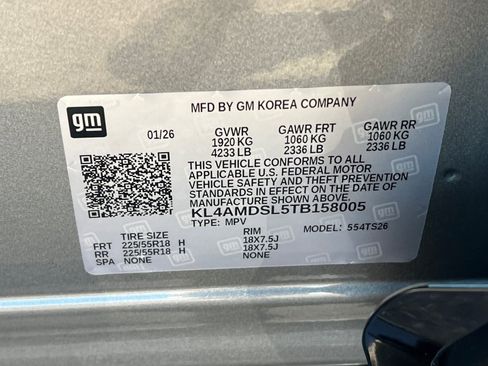 gm
MFD BY GM KOREA COMPANY
01/26 GVWR GAWR FRT GAWR RR
1920 KG 1060 KG 1060 KG
4233 LB 2336 LB 2336 LB
THIS VEHICLE CONFORMS TO ALL
APPLICABLE U.S. FEDERAL MOTOR
VEHICLE SAFETY AND THEFT PREVENTION
STANDARDS IN EFFECT ON THE DATE OF
MANUFACTURE SHOWN ABOVE.
KL4AMDSL5TB158005
TYPE: MPV MODEL: 554TS26
TIRE SIZE RIM
FRT 225/55R18 H 18X7.5J
RR 225/55R18 H 18X7.5J
SPA NONE NONE